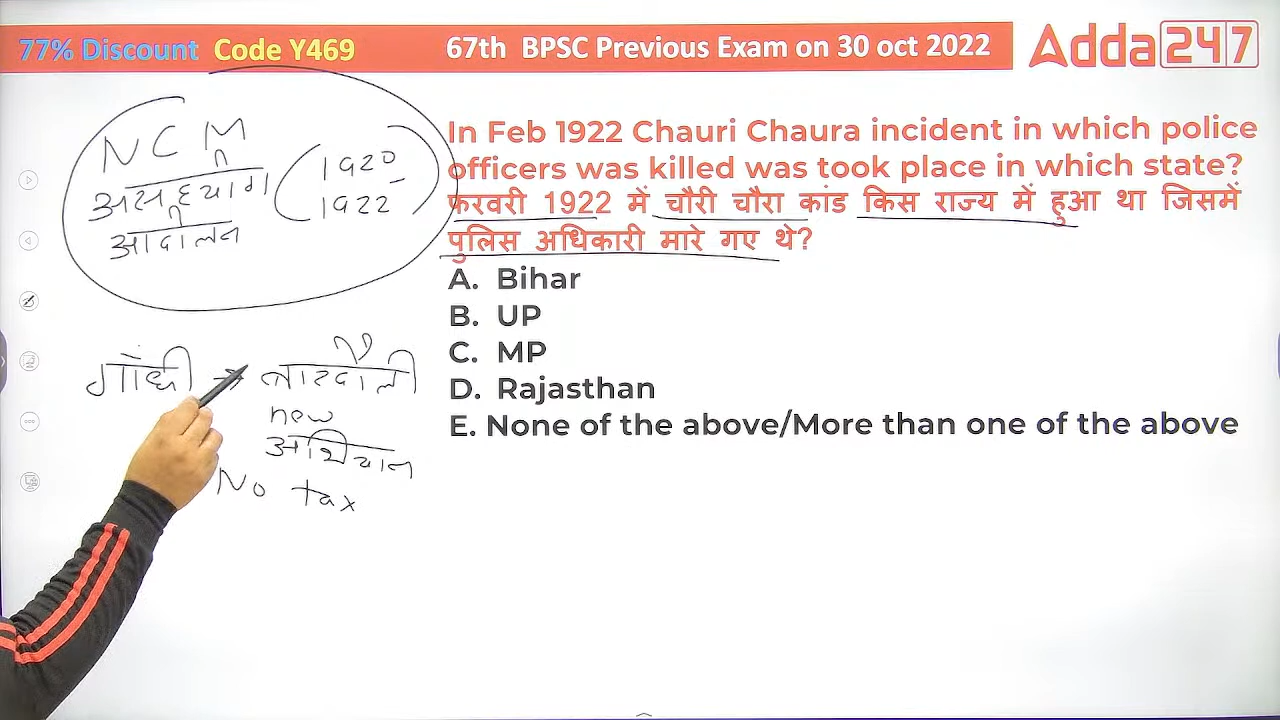 77% Discount Code Y469
67th BPSC Previous Exam on 30 oct 2022
Adda247
NCM
असहयोग
आदोलन
1920
1922
In Feb 1922 Chauri Chaura incident in which police
officers was killed was took place in which state?
फरवरी 1922 में चौरी चौरा कांड किस राज्य में हुआ था जिसमें
पुलिस अधिकारी मारे गए थे?
A. Bihar
B. UP
C. MP
D. Rajasthan
E. None of the above/More than one of the above
गाँधी → बारदोली
new
अभियान
No tax